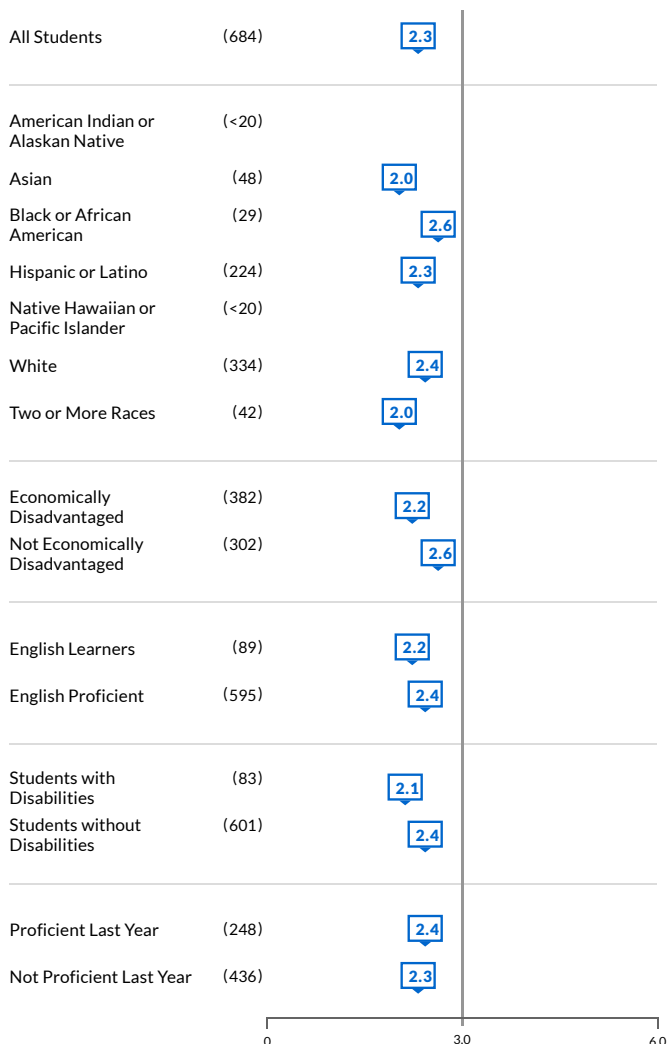 All Students (684) 2.3
American Indian or (<20)
Alaskan Native
Asian (48) 2.0
Black or African (29) 2.6
American
Hispanic or Latino (224) 2.3
Native Hawaiian or (<20)
Pacific Islander
White (334) 2.4
Two or More Races (42) 2.0
Economically (382) 2.2
Disadvantaged
Not Economically (302) 2.6
Disadvantaged
English Learners (89) 2.2
English Proficient (595) 2.4
Students with (83) 2.1
Disabilities
Students without (601) 2.4
Disabilities
Proficient Last Year (248) 2.4
Not Proficient Last Year (436) 2.3
0 3.0 6.0